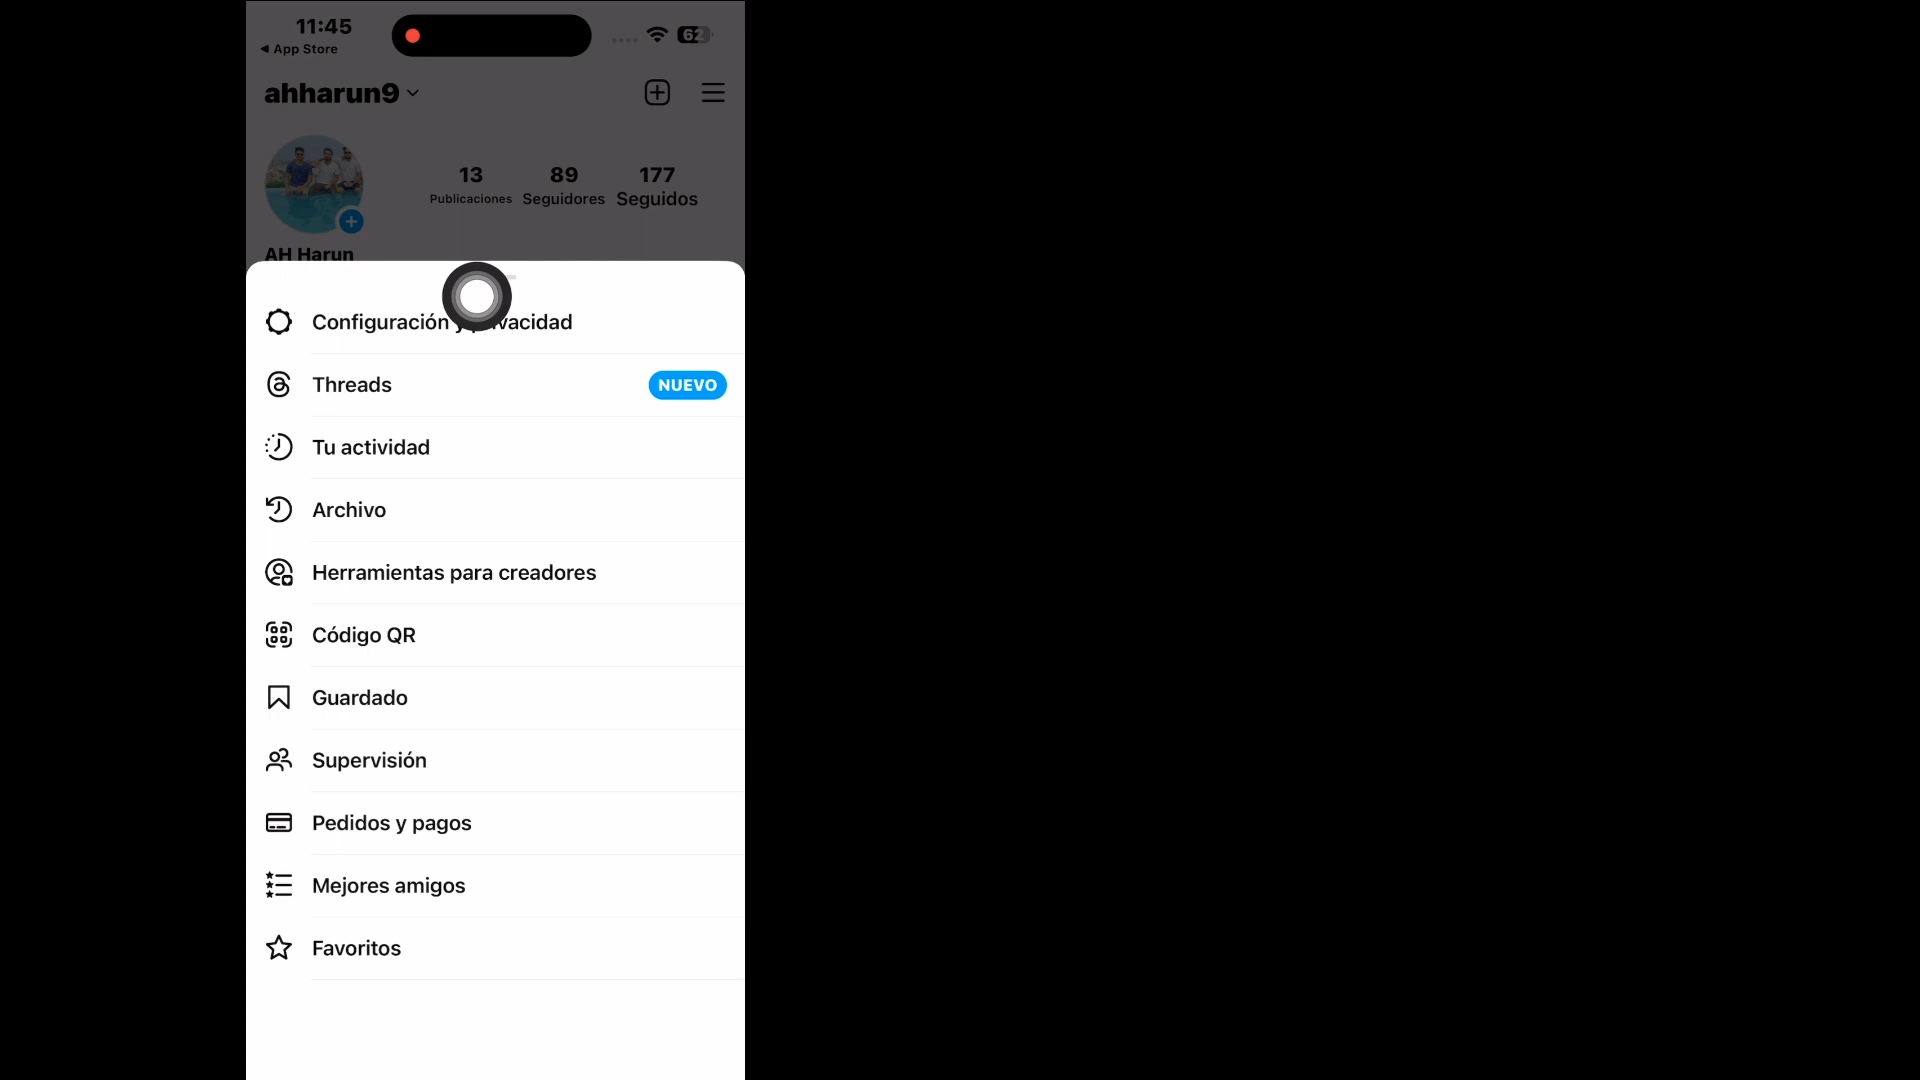 11:45
App Store
62
ahharun9
13 89 177
Publicaciones Seguidores Seguidos
AH Harun
Configuración y privacidad
Threads NUEVO
Tu actividad
Archivo
Herramientas para creadores
Código QR
Guardado
Supervisión
Pedidos y pagos
Mejores amigos
Favoritos